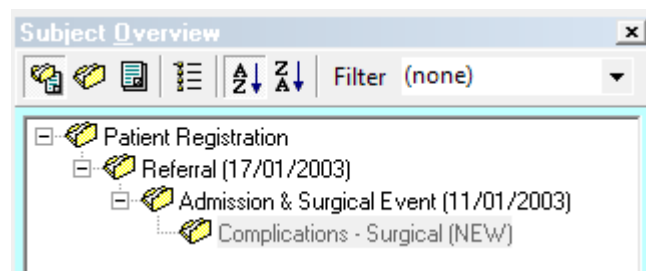 Subject Overview
Filter (none)
Patient Registration
Referral (17/01/2003)
Admission & Surgical Event (11/01/2003)
Complications - Surgical (NEW)